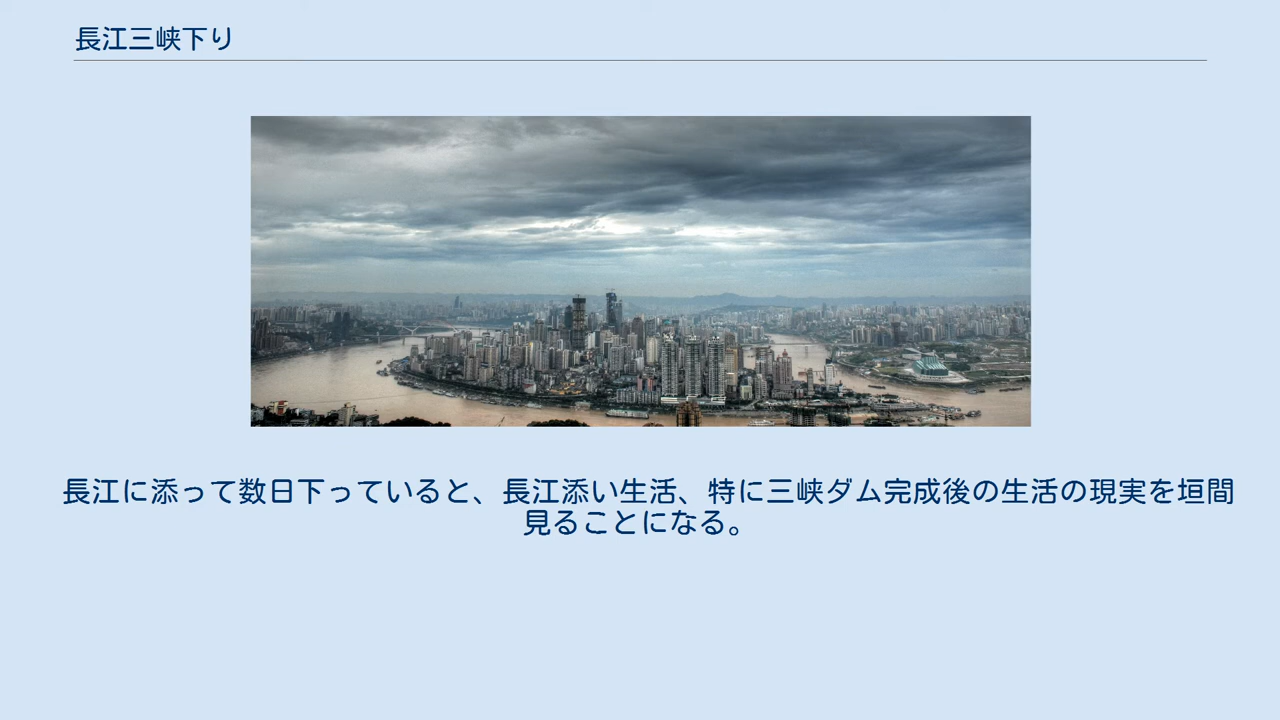 長江三峡下り
長江に添って数日下っていると、長江添い生活、特に三峡ダム完成後の生活の現実を垣間
見ることになる。